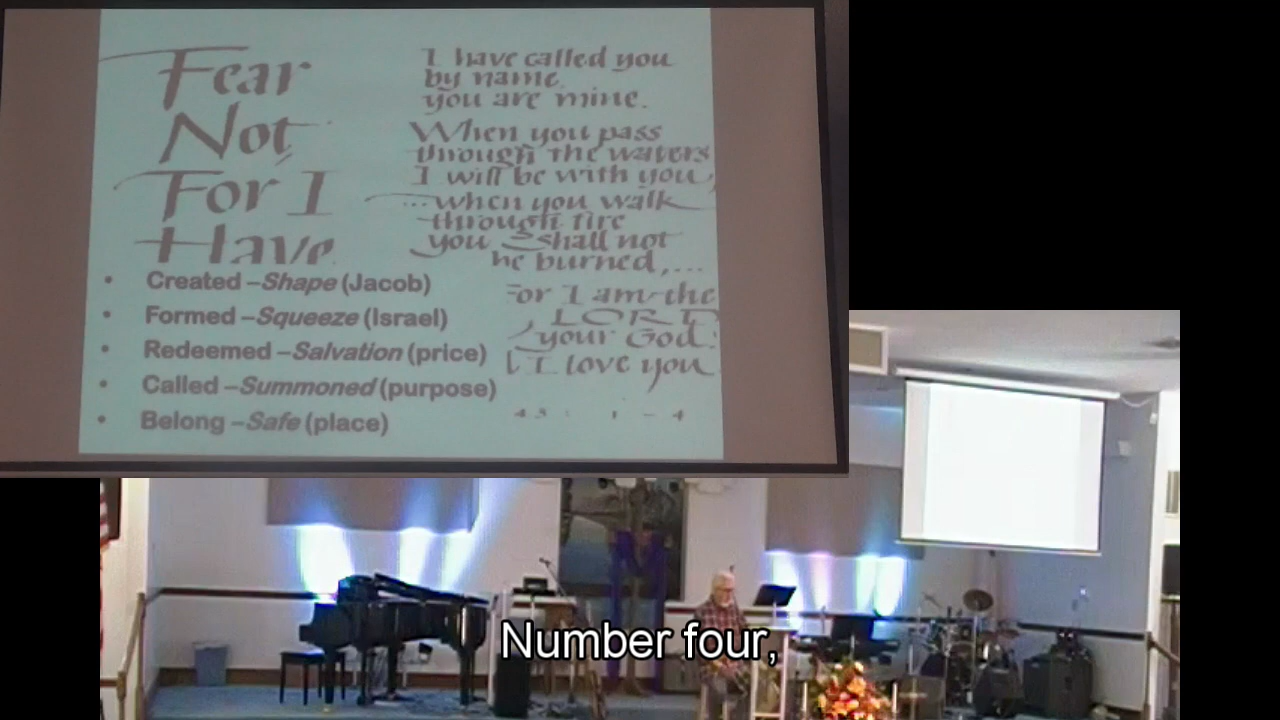 Fear
Not
For I
Have
• Created –Shape (Jacob)
• Formed –Squeeze (Israel)
• Redeemed –Salvation (price)
• Called –Summoned (purpose)
• Belong –Safe (place)
I have called you
by name,
you are mine.
When you pass
through the waters
I will be with you,
...when you walk
through fire
you shall not
be burned,...
For I am the
LORD
your God:
I love you
43: 1-4
Number four,